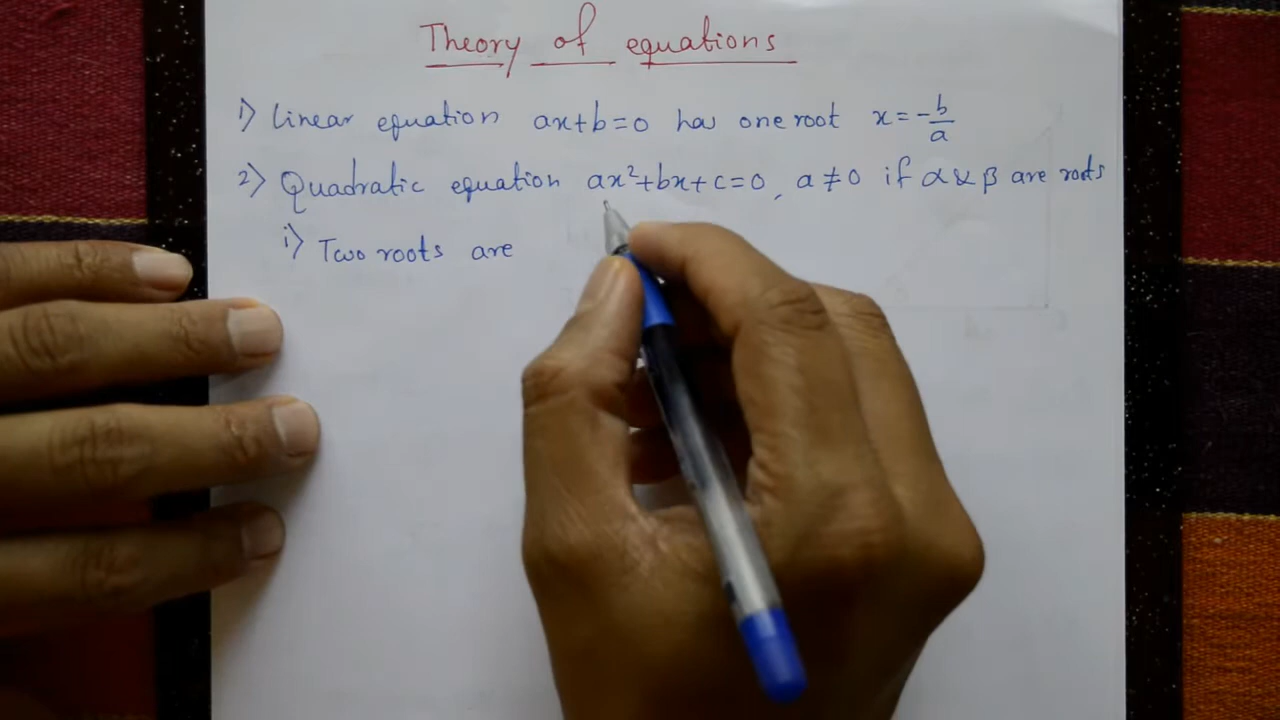 Theory of equations
1) Linear equation ax+b=0 has one root x = -b/a
2) Quadratic equation ax²+bx+c=0, a≠0 if α & β are roots
i) Two roots are